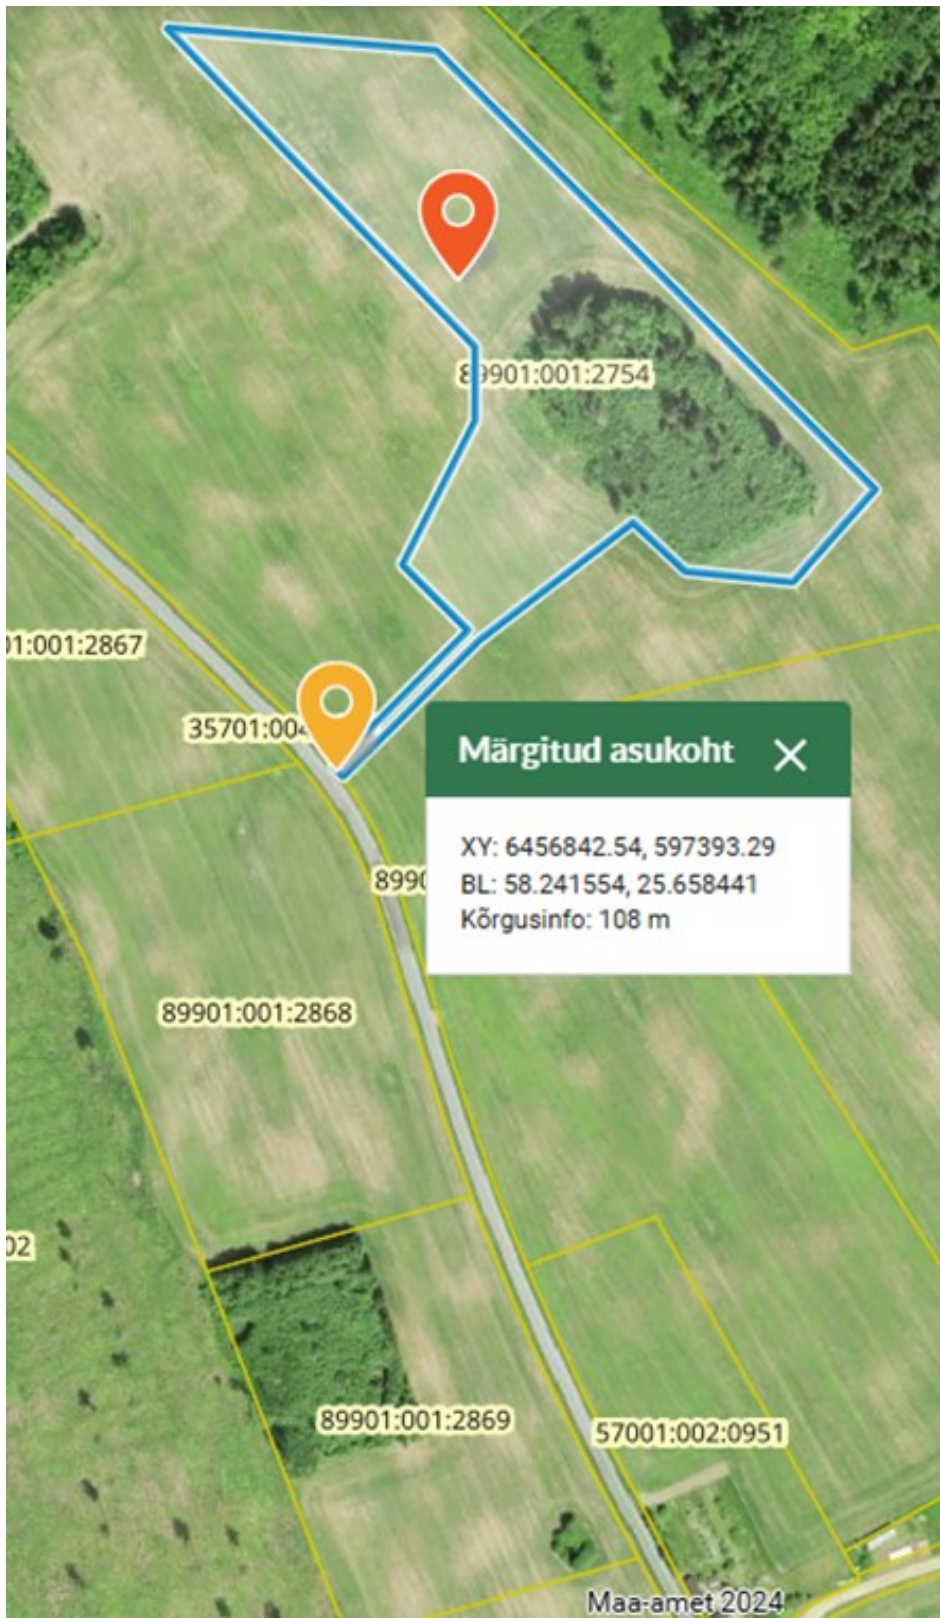 89901:001:2754
01:001:2867
35701:004
Märgitud asukoht
XY: 6456842.54, 597393.29
BL: 58.241554, 25.658441
Kõrgusinfo: 108 m
8990
89901:001:2868
02
89901:001:2869
57001:002:0951
Maa-amet 2024